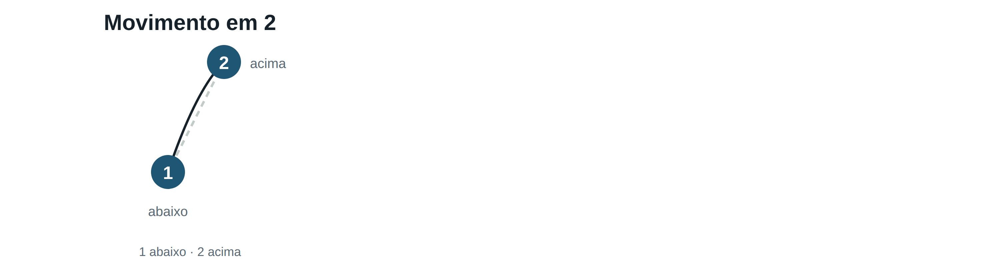 Movimento em 2
2
acima
1
abaixo
1 abaixo · 2 acima